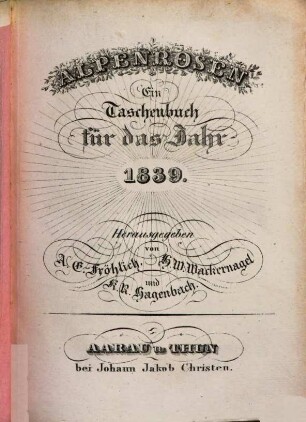 ALPENROSEN
Ein
Taschenbuch
für das Jahr
1839.
Herausgegeben
von
A. E. Fröhlich. H. W. Wackernagel
und
K. R. Hagenbach.
AARAU u. THUN
bei Johann Jakob Christen.